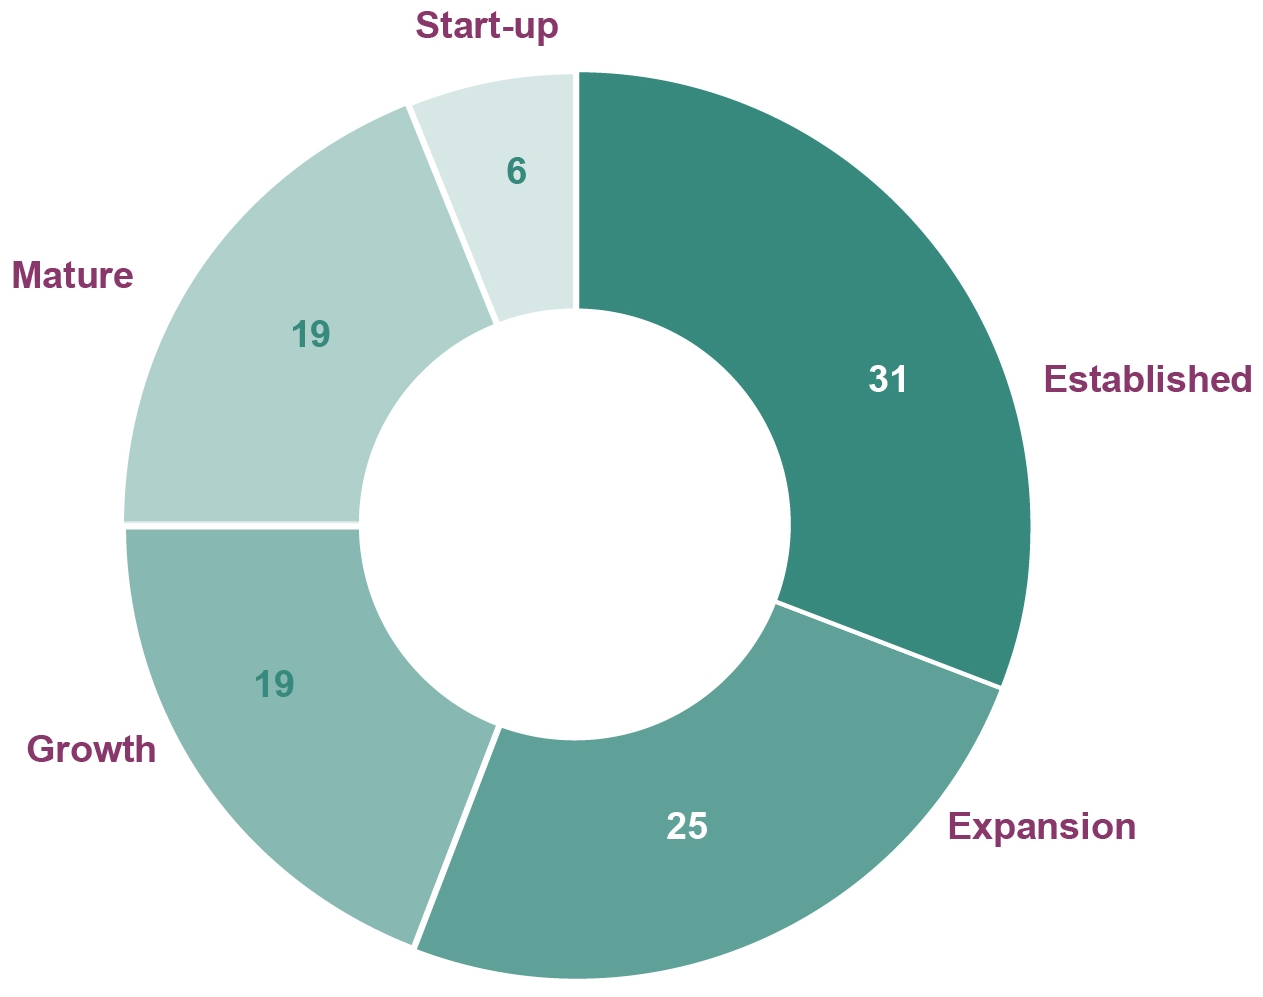 Start-up
6
Mature
19
31
Established
19
Growth
25
Expansion